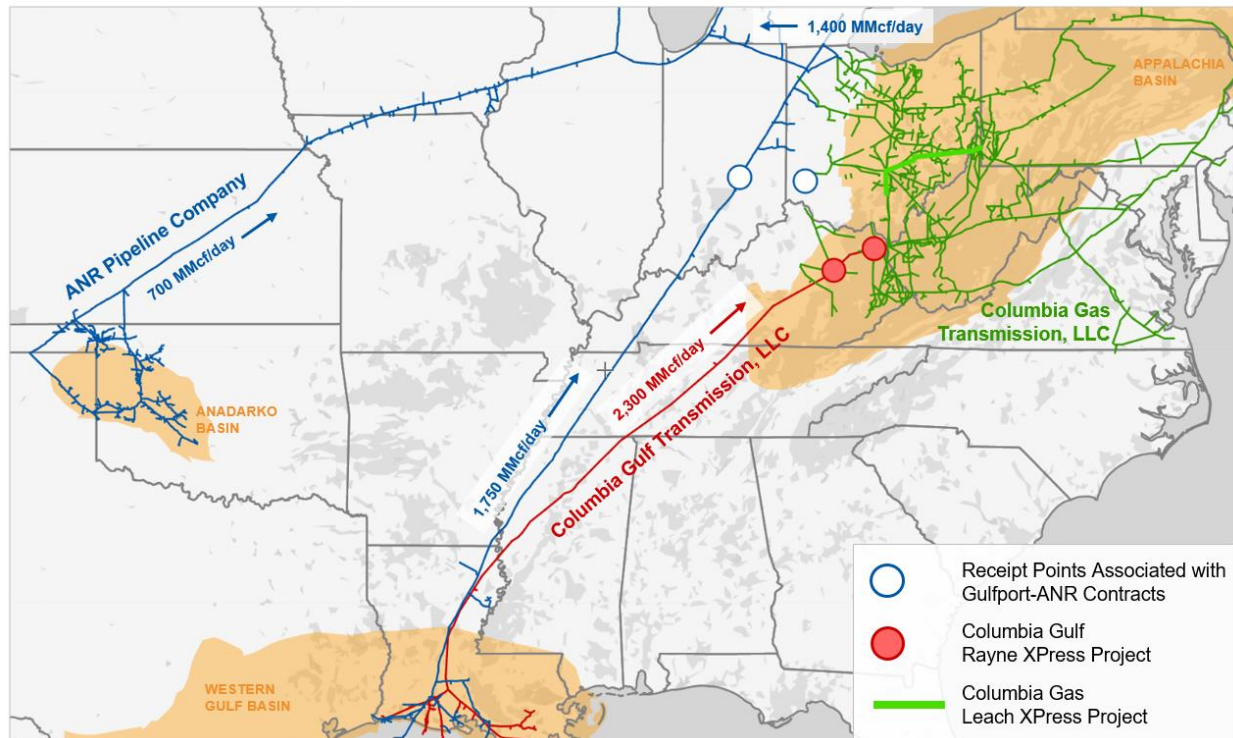 1,400 MMcf/day
APPALACHIA
BASIN
ANR Pipeline Company
700 MMcf/day
Columbia Gas
Transmission, LLC
2,300 MMcf/day
Columbia Gulf Transmission, LLC
1,750 MMcf/day
ANADARKO
BASIN
WESTERN
GULF BASIN
Receipt Points Associated with
Gulfport-ANR Contracts
Columbia Gulf
Rayne XPress Project
Columbia Gas
Leach XPress Project